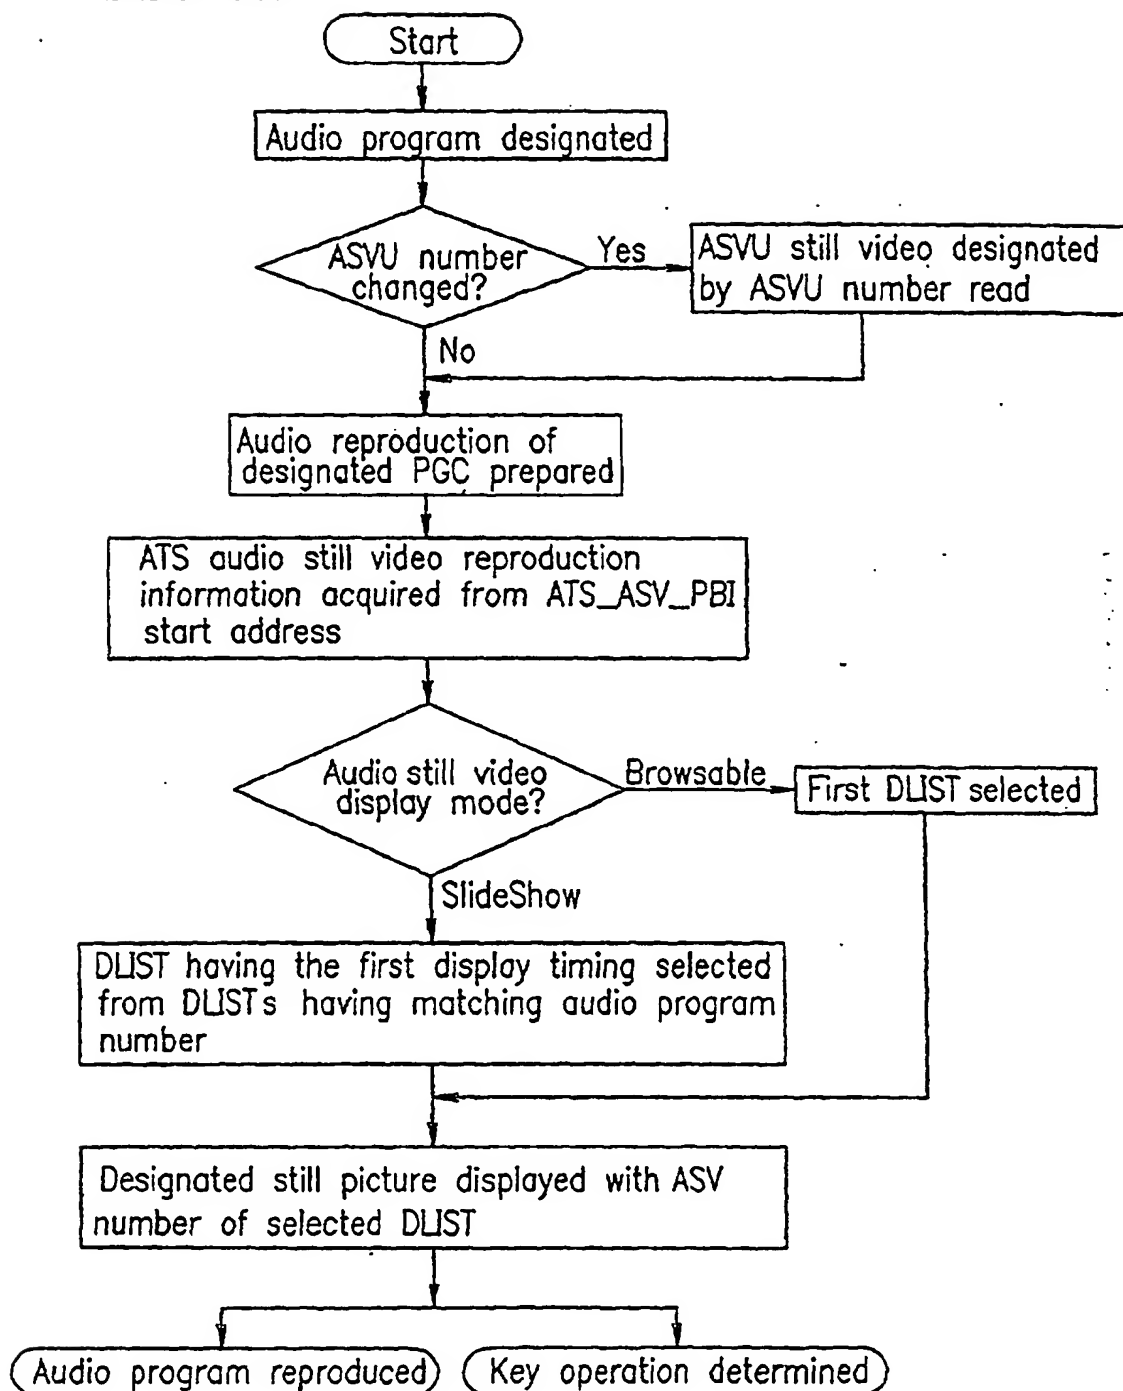 Start
Audio program designated
ASVU number
changed?
Yes
ASVU still video designated
by ASVU number read
No
Audio reproduction of
designated PGC prepared
ATS audio still video reproduction
information acquired from ATS_ASV_PBI
start address
Audio still video
display mode?
Browsable
First DLIST selected
SlideShow
DLIST having the first display timing selected
from DLISTs having matching audio program
number
Designated still picture displayed with ASV
number of selected DLIST
Audio program reproduced
Key operation determined